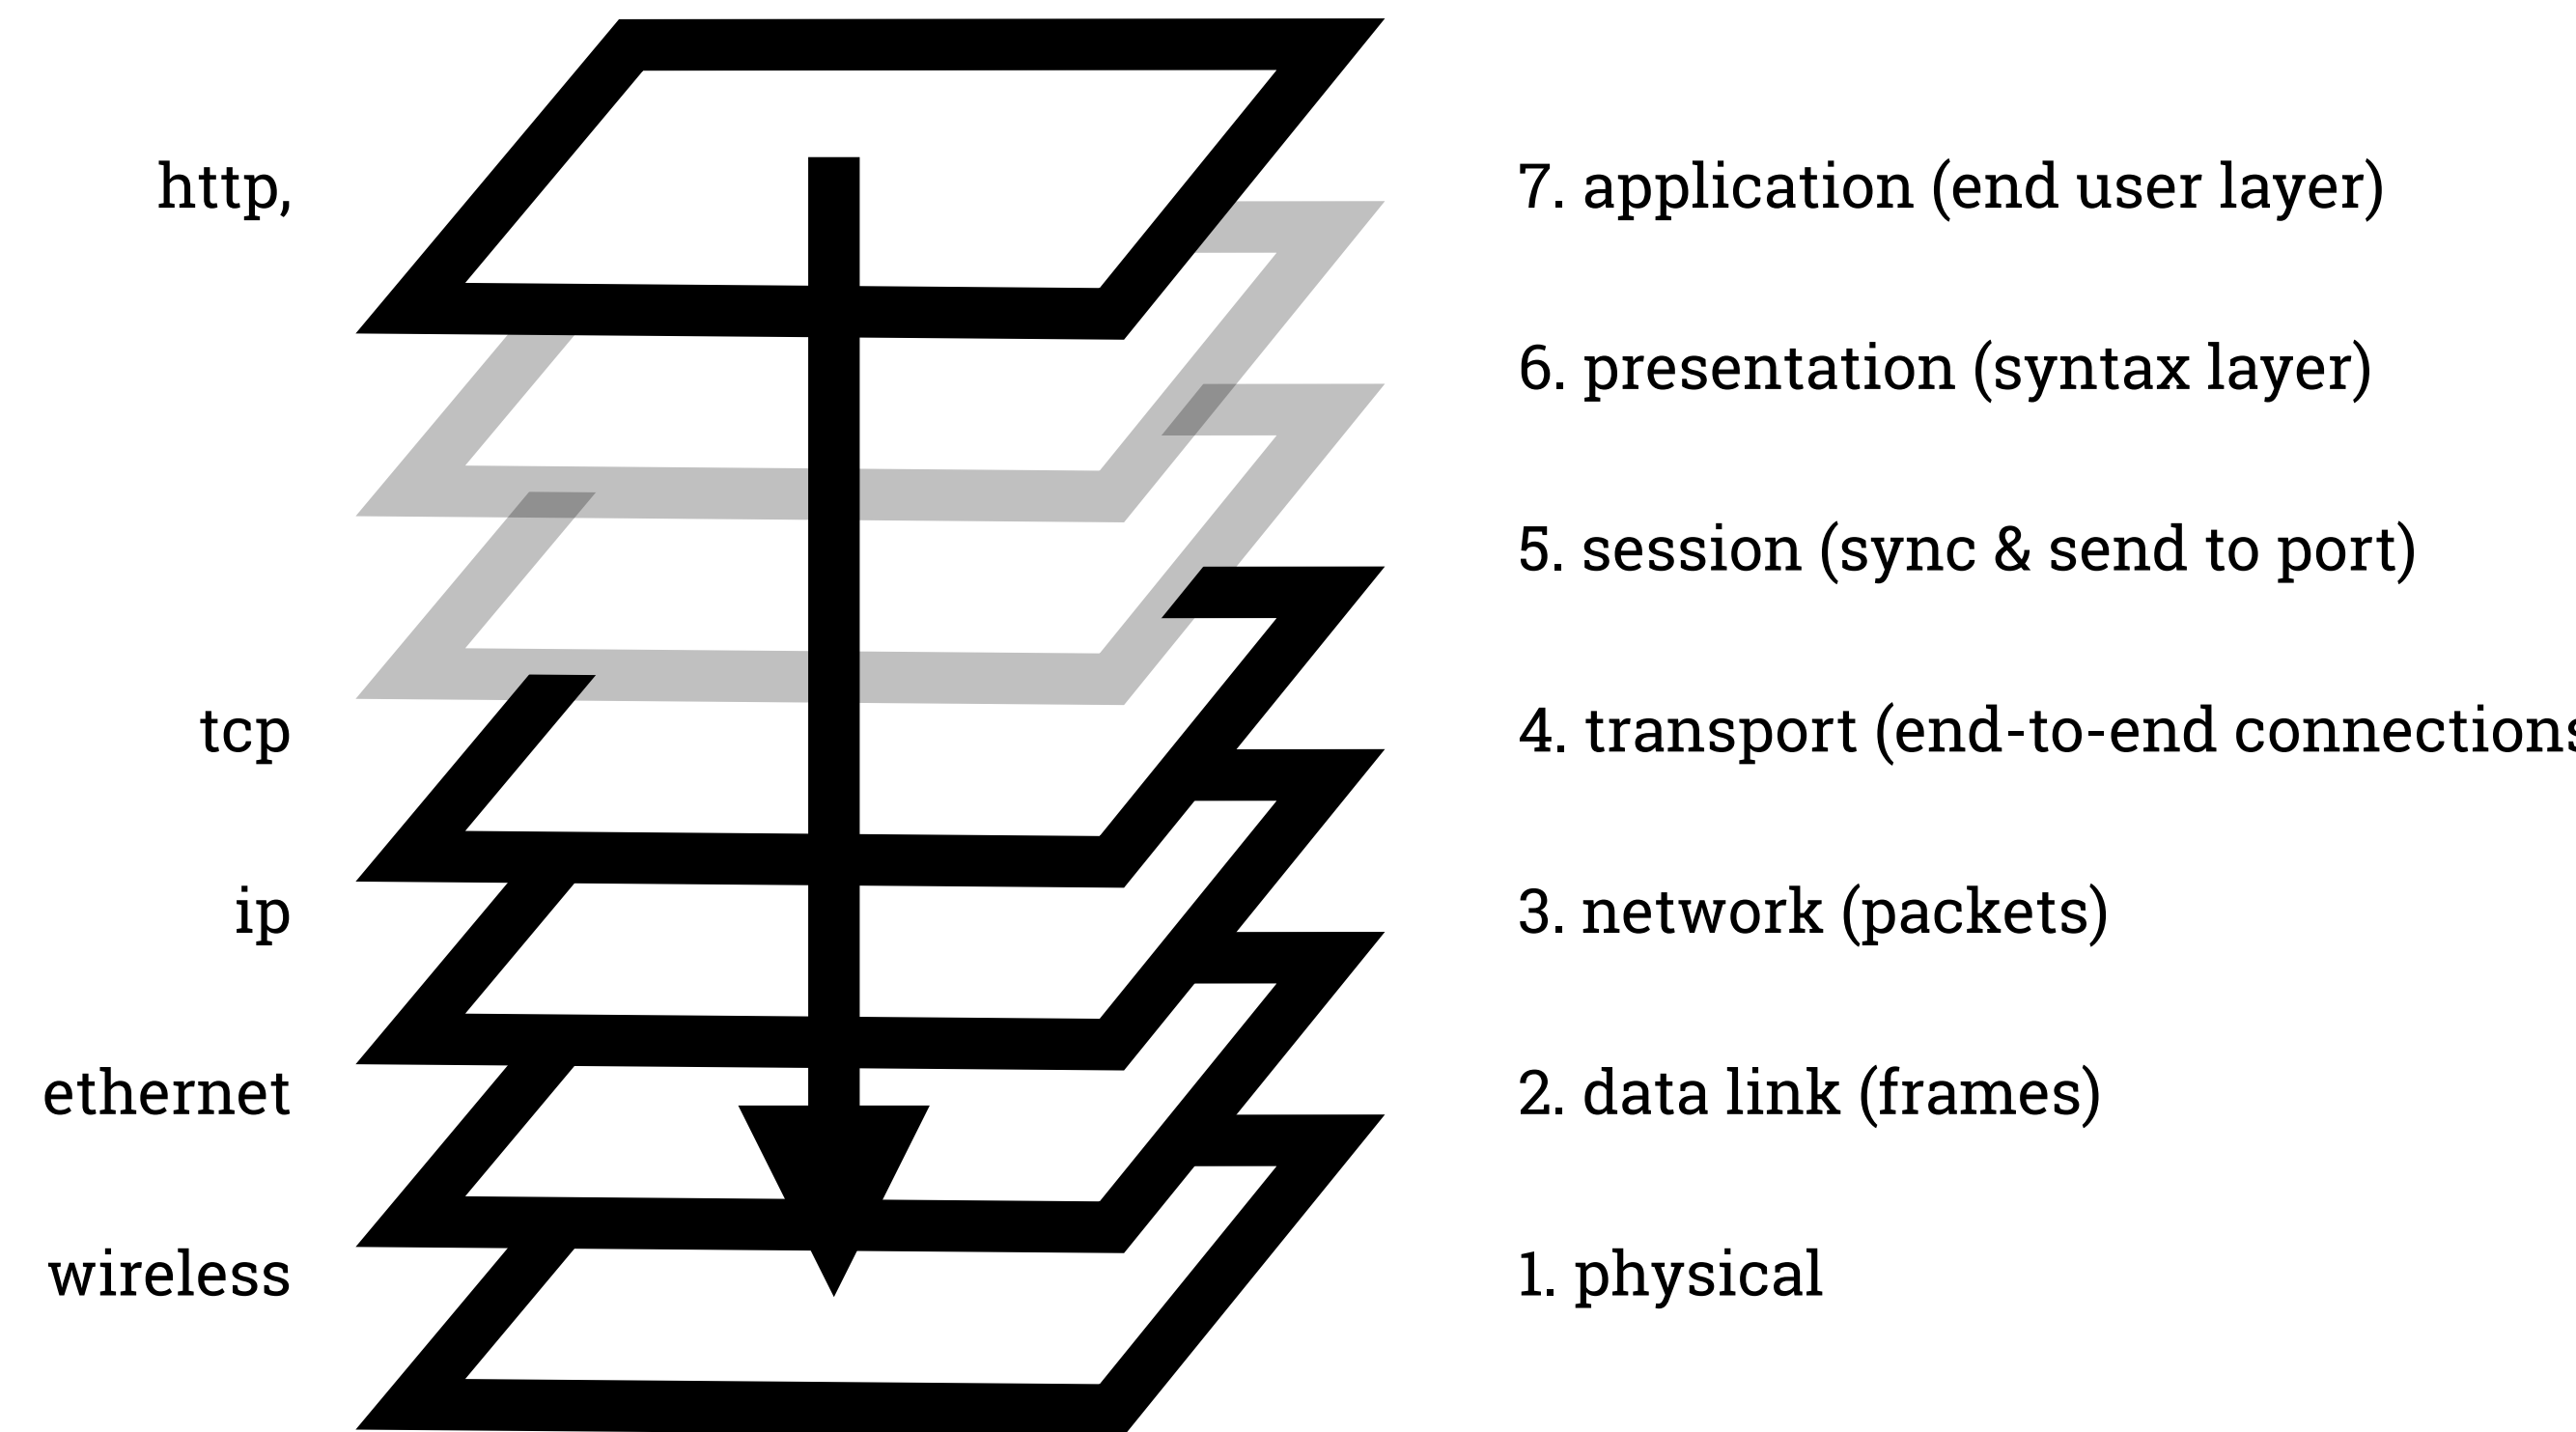 http,
7. application (end user layer)
6. presentation (syntax layer)
5. session (sync & send to port)
tcp
4. transport (end-to-end connections
ip
3. network (packets)
ethernet
2. data link (frames)
wireless
1. physical